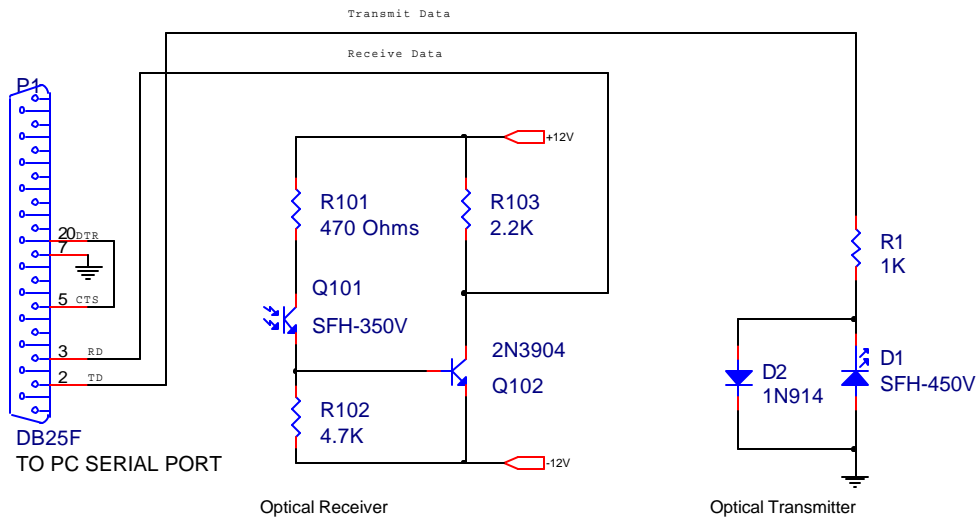 Transmit Data
Receive Data
P1
+12V
R101
470 Ohms
R103
2.2K
20 DTR
7
R1
1K
Q101
SFH-350V
5 CTS
3 RD
2 TD
2N3904
Q102
D2
1N914
D1
SFH-450V
R102
4.7K
DB25F
TO PC SERIAL PORT
-12V
Optical Receiver
Optical Transmitter